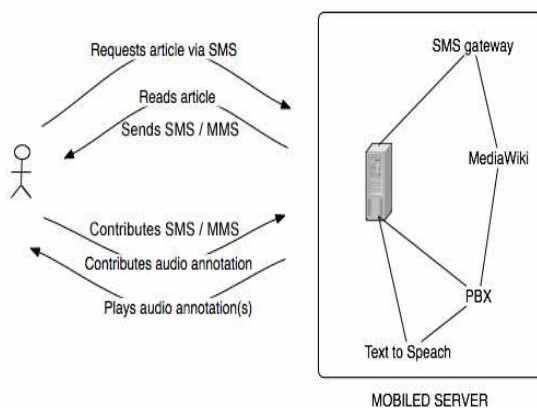 Requests article via SMS
Reads article
Sends SMS / MMS
Contributes SMS / MMS
Contributes audio annotation
Plays audio annotation(s)
SMS gateway
MediaWiki
PBX
Text to Speach
MOBILED SERVER